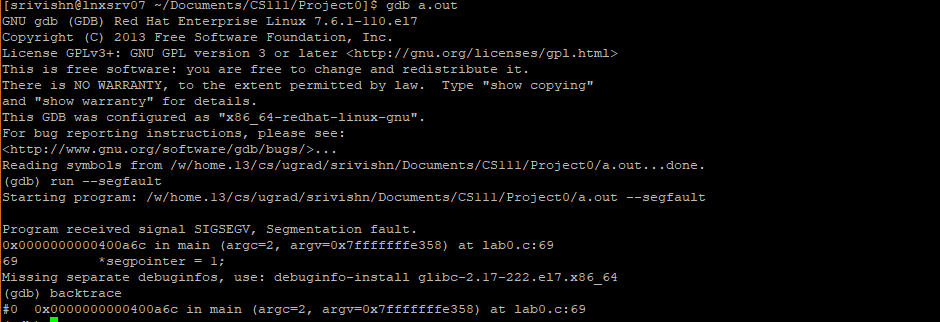 [srivishn@lnxsrv07 ~/Documents/CS111/Project0]$ gdb a.out
GNU gdb (GDB) Red Hat Enterprise Linux 7.6.1-110.el7
Copyright (C) 2013 Free Software Foundation, Inc.
License GPLv3+: GNU GPL version 3 or later <http://gnu.org/licenses/gpl.html>
This is free software: you are free to change and redistribute it.
There is NO WARRANTY, to the extent permitted by law.  Type "show copying"
and "show warranty" for details.
This GDB was configured as "x86_64-redhat-linux-gnu".
For bug reporting instructions, please see:
<http://www.gnu.org/software/gdb/bugs/>...
Reading symbols from /w/home.13/cs/ugrad/srivishn/Documents/CS111/Project0/a.out...done.
(gdb) run --segfault
Starting program: /w/home.13/cs/ugrad/srivishn/Documents/CS111/Project0/a.out --segfault
Program received signal SIGSEGV, Segmentation fault.
0x0000000000400a6c in main (argc=2, argv=0x7fffffffe358) at lab0.c:69
69          *segpointer = 1;
Missing separate debuginfos, use: debuginfo-install glibc-2.17-222.el7.x86_64
(gdb) backtrace
#0  0x0000000000400a6c in main (argc=2, argv=0x7fffffffe358) at lab0.c:69